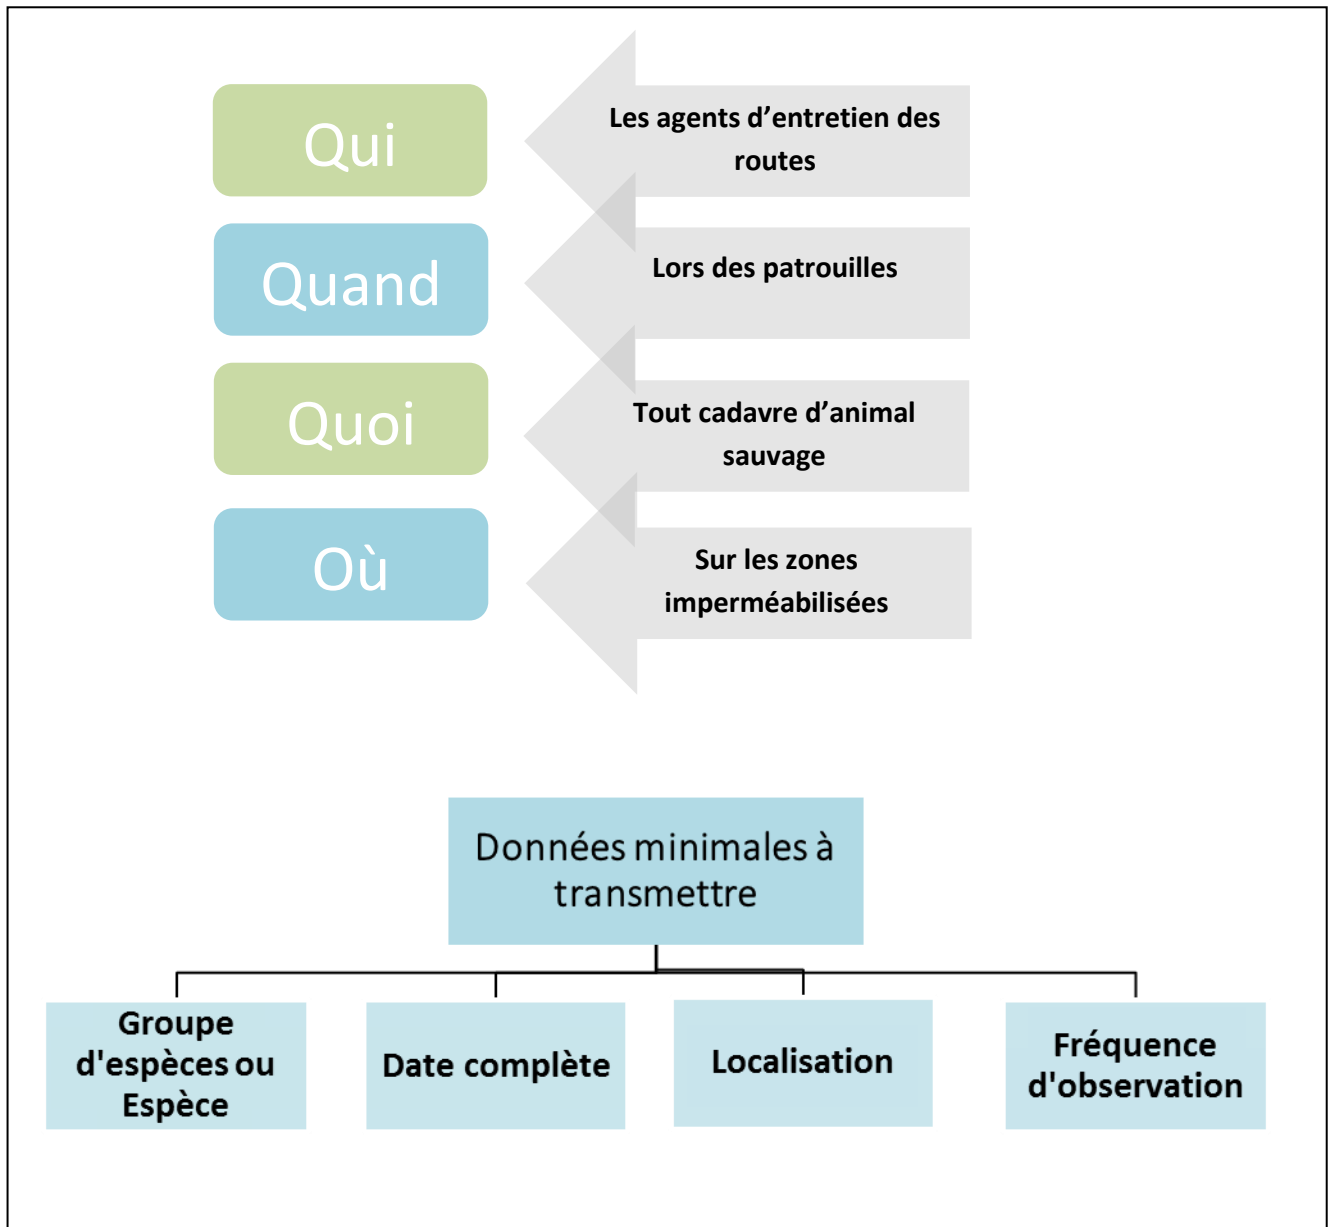 Qui
Les agents d’entretien des
routes
Quand
Lors des patrouilles
Quoi
Tout cadavre d’animal
sauvage
Où
Sur les zones
imperméabilisées
Données minimales à
transmettre
Groupe
d'espèces ou
Espèce
Date complète
Localisation
Fréquence
d'observation